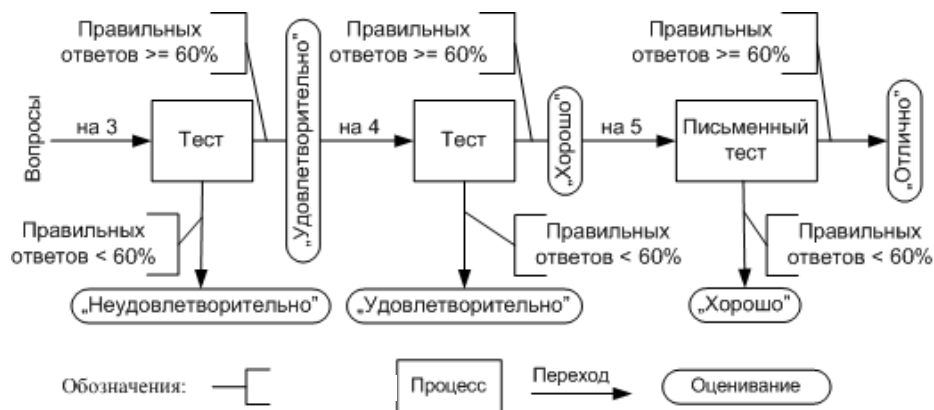 Правильных
ответов >= 60%
Правильных
ответов >= 60%
Правильных
ответов >= 60%
Вопросы
на 3
Тест
„Удовлетворительно”
на 4
Тест
„Хорошо”
на 5
Письменный
тест
„Отлично”
Правильных
ответов < 60%
Правильных
ответов < 60%
Правильных
ответов < 60%
„Неудовлетворительно”
„Удовлетворительно”
„Хорошо”
Обозначения:
Процесс
Переход
Оценивание